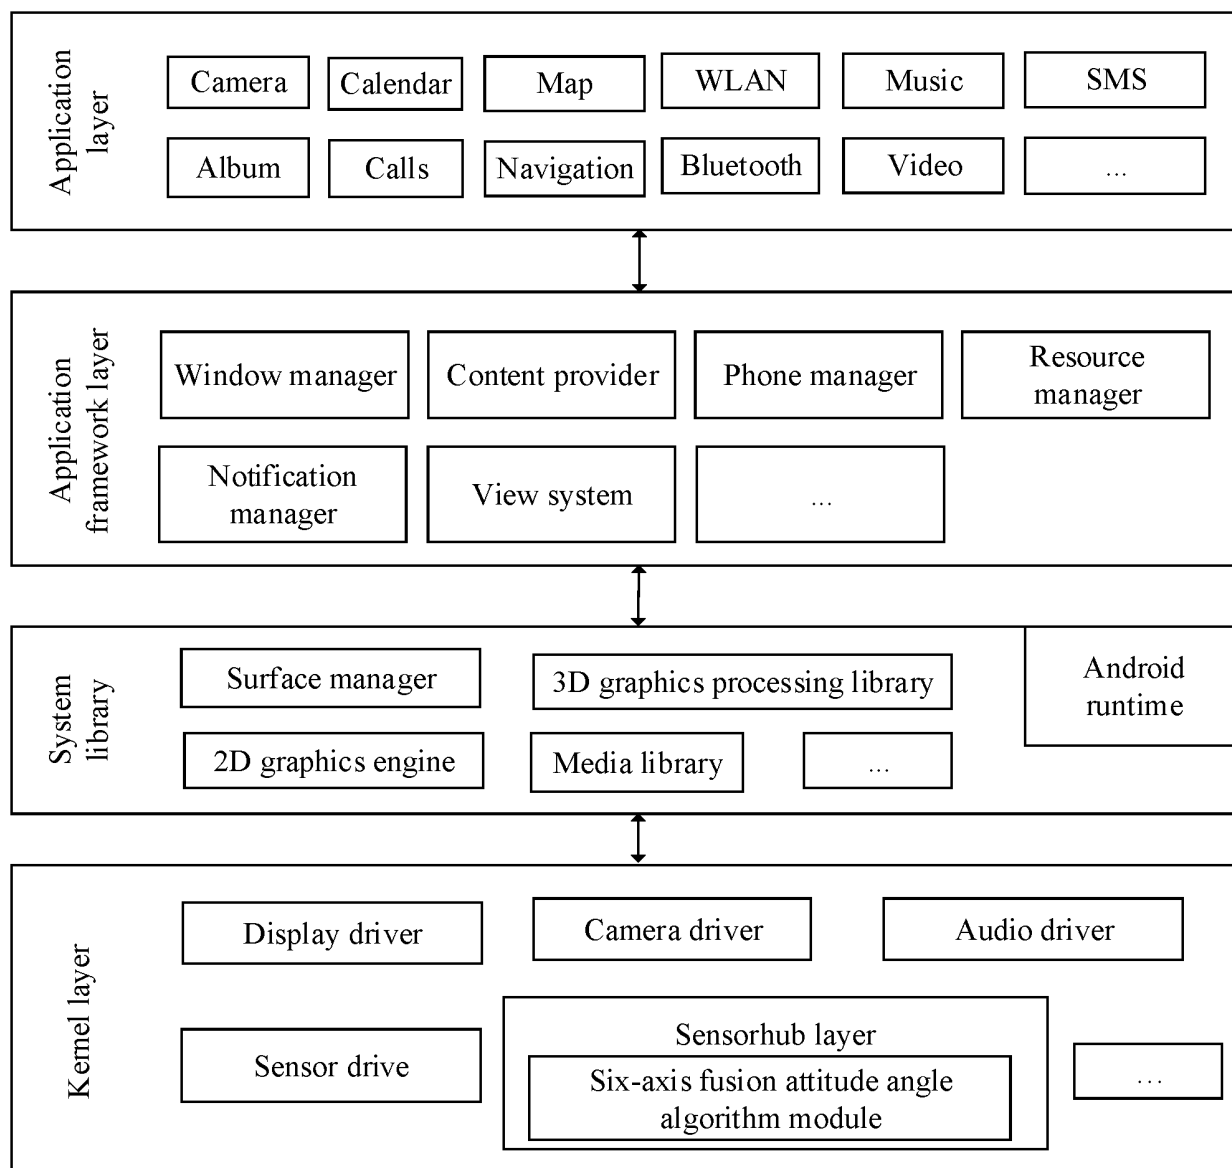 Application
layer
Camera
Calendar
Map
WLAN
Music
SMS
Album
Calls
Navigation
Bluetooth
Video
...
Application
framework layer
Window manager
Content provider
Phone manager
Resource
manager
Notification
manager
View system
...
System
library
Surface manager
3D graphics processing library
Android
runtime
2D graphics engine
Media library
...
Kernel layer
Display driver
Camera driver
Audio driver
Sensor drive
Sensorhub layer
Six-axis fusion attitude angle
algorithm module
...